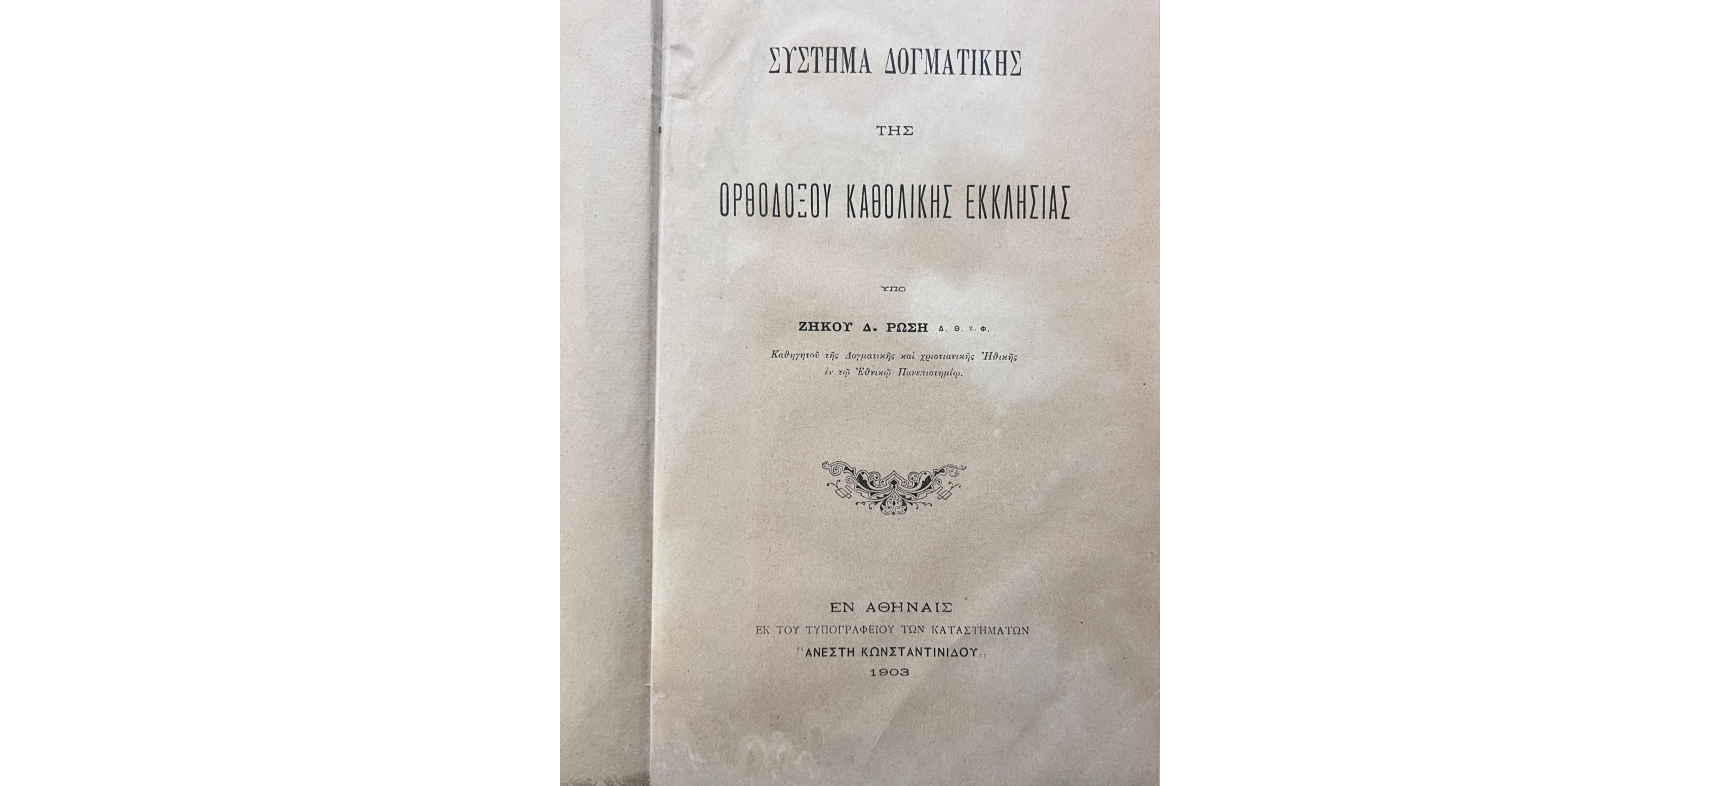 ΣΥΣΤΗΜΑ ΔΟΓΜΑΤΙΚΗΣ
ΤΗΣ
ΟΡΘΟΔΟΞΟΥ ΚΑΘΟΛΙΚΗΣ ΕΚΚΛΗΣΙΑΣ
ΥΠΟ
ΖΗΚΟΥ Δ. ΡΩΣΗ Δ. Θ. κ. Φ.
Καθηγητοῦ τῆς Δογματικῆς καὶ χριστιανικῆς Ἠθικῆς
ἐν τῷ Ἐθνικῷ Πανεπιστημίῳ.
ΕΝ ΑΘΗΝΑΙΣ
ΕΚ ΤΟΥ ΤΥΠΟΓΡΑΦΕΙΟΥ ΤΩΝ ΚΑΤΑΣΤΗΜΑΤΩΝ
“ΑΝΕΣΤΗ ΚΩΝΣΤΑΝΤΙΝΙΔΟΥ„
1903